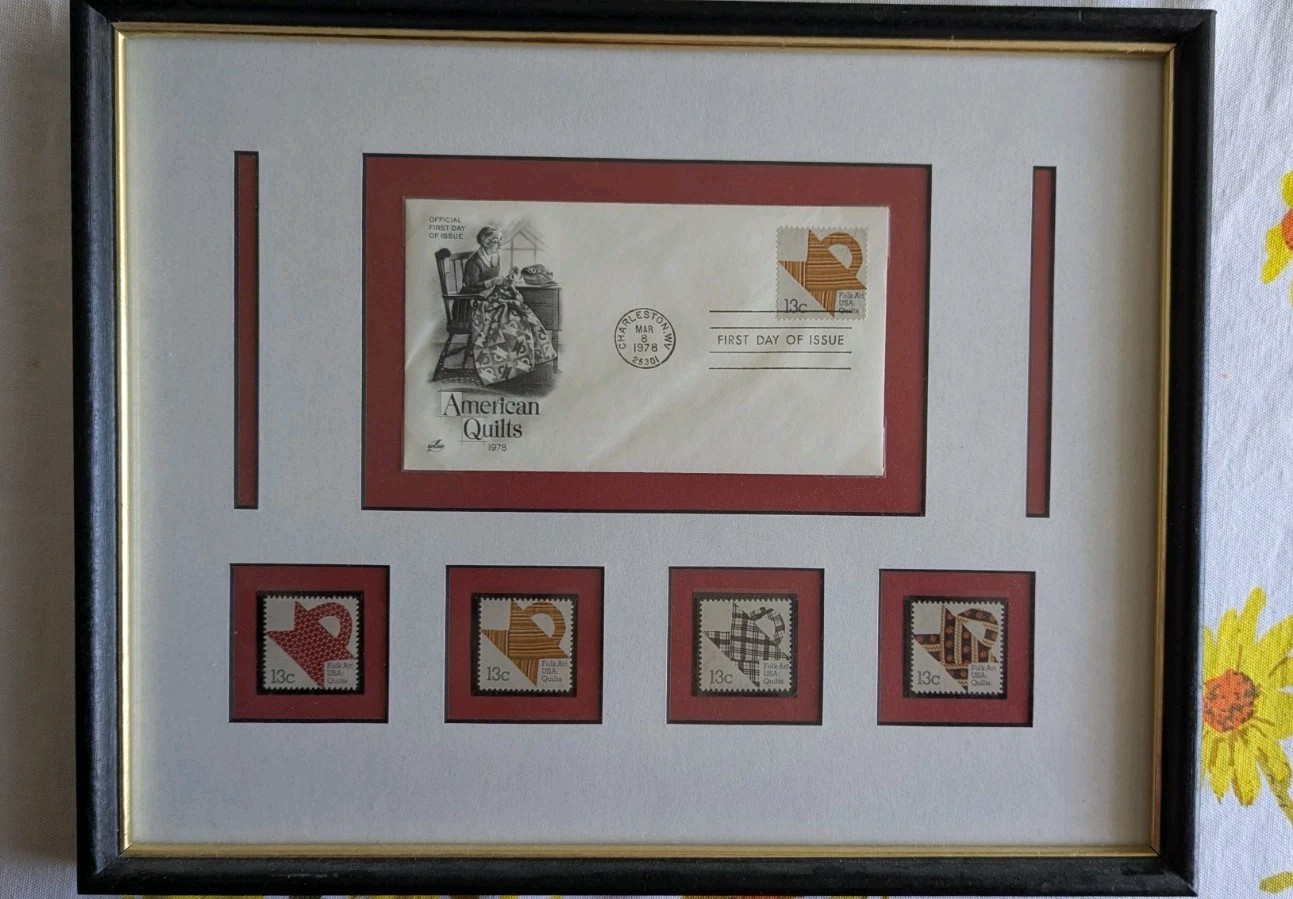 OFFICIAL
FIRST DAY
OF ISSUE
American
Quilts
1978
CHARLESTON, WV
MAR
8
1978
25301
13c
Folk Art
USA:
Quilts
FIRST DAY OF ISSUE
13c
Folk Art
USA:
Quilts
13c
Folk Art
USA:
Quilts
13c
Folk Art
USA:
Quilts
13c
Folk Art
USA:
Quilts